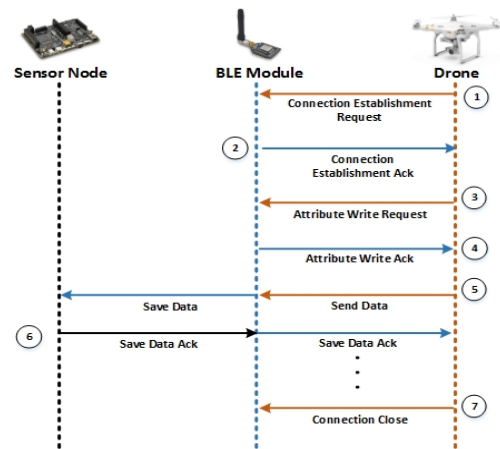 Sensor Node
BLE Module
Drone
1
Connection Establishment
Request
2
Connection
Establishment Ack
3
Attribute Write Request
4
Attribute Write Ack
5
Save Data
Send Data
6
Save Data Ack
Save Data Ack
7
Connection Close